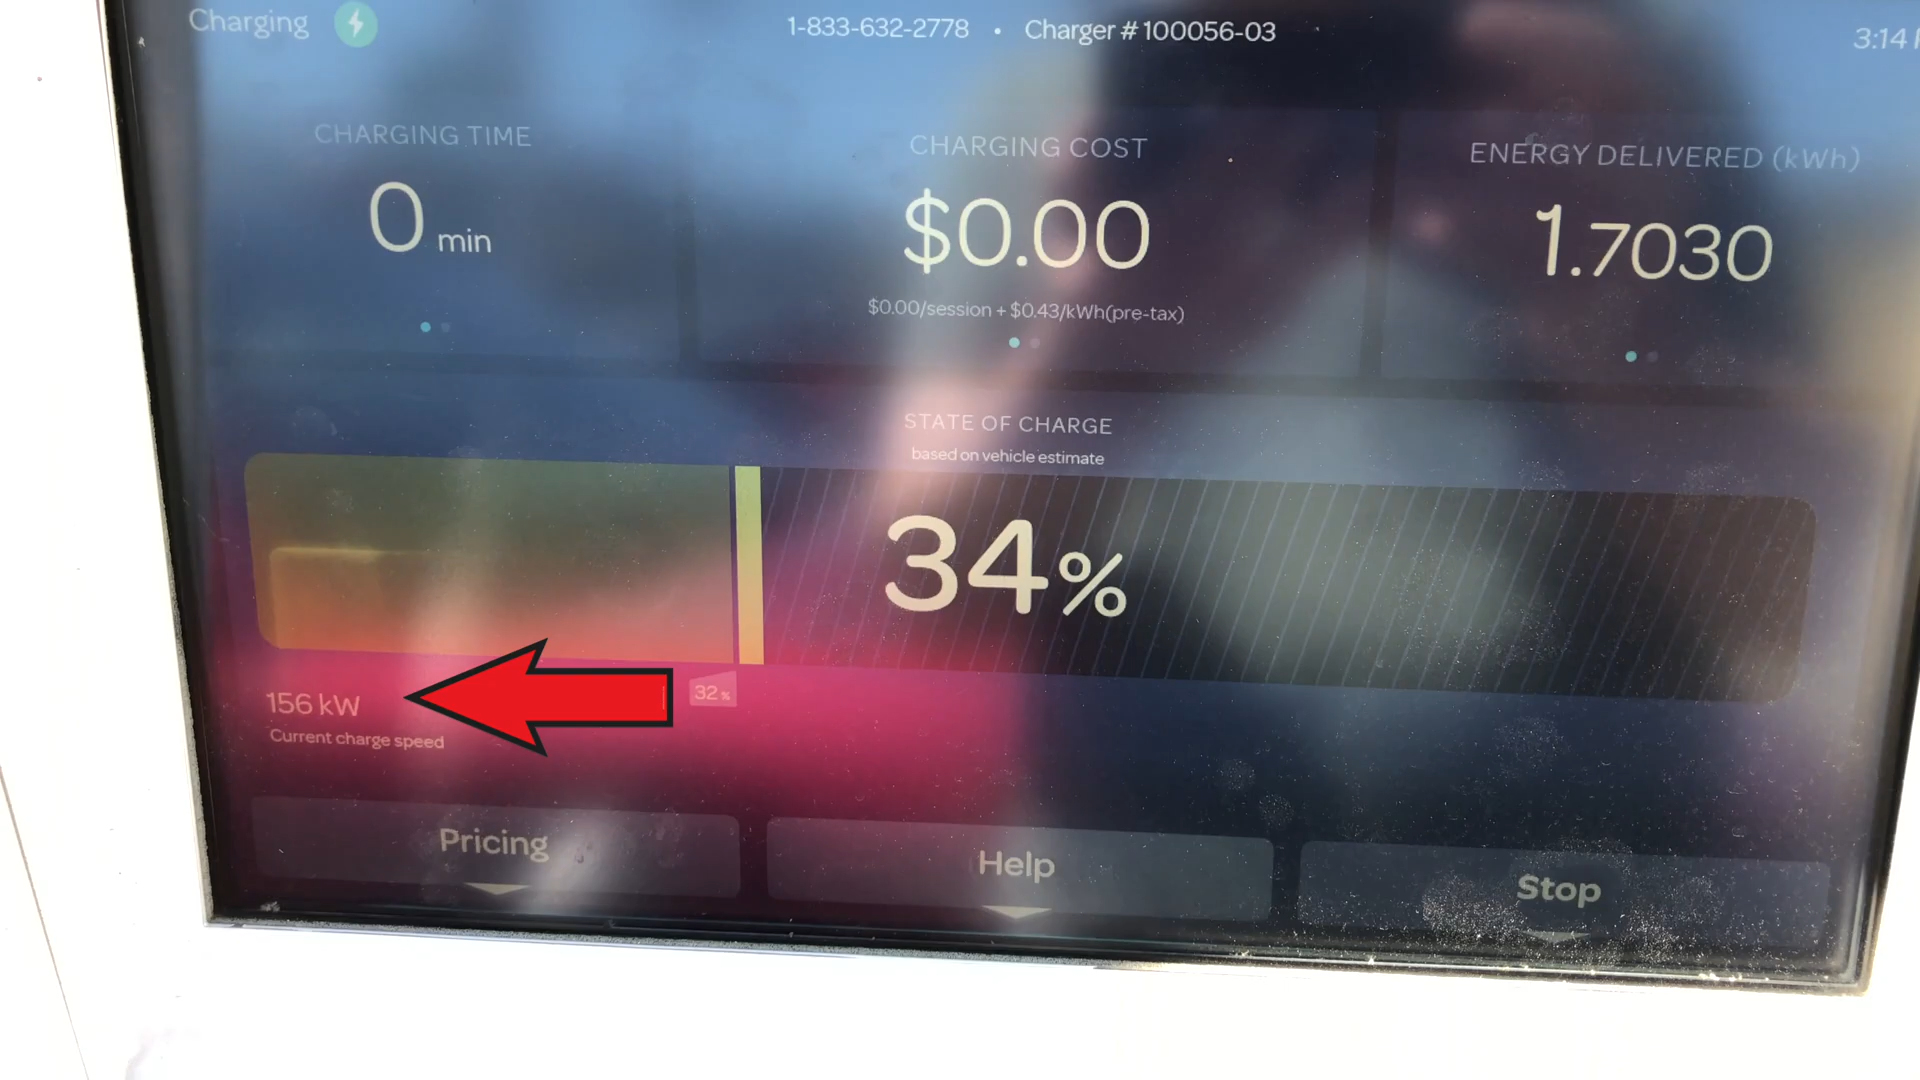 Charging
1-833-632-2778 • Charger # 100056-03
3:14
CHARGING TIME
0 min
CHARGING COST
$0.00
$0.00/session + $0.43/kWh(pre-tax)
ENERGY DELIVERED (kWh)
1.7030
STATE OF CHARGE
based on vehicle estimate
34%
32%
156 kW
Current charge speed
Pricing
Help
Stop